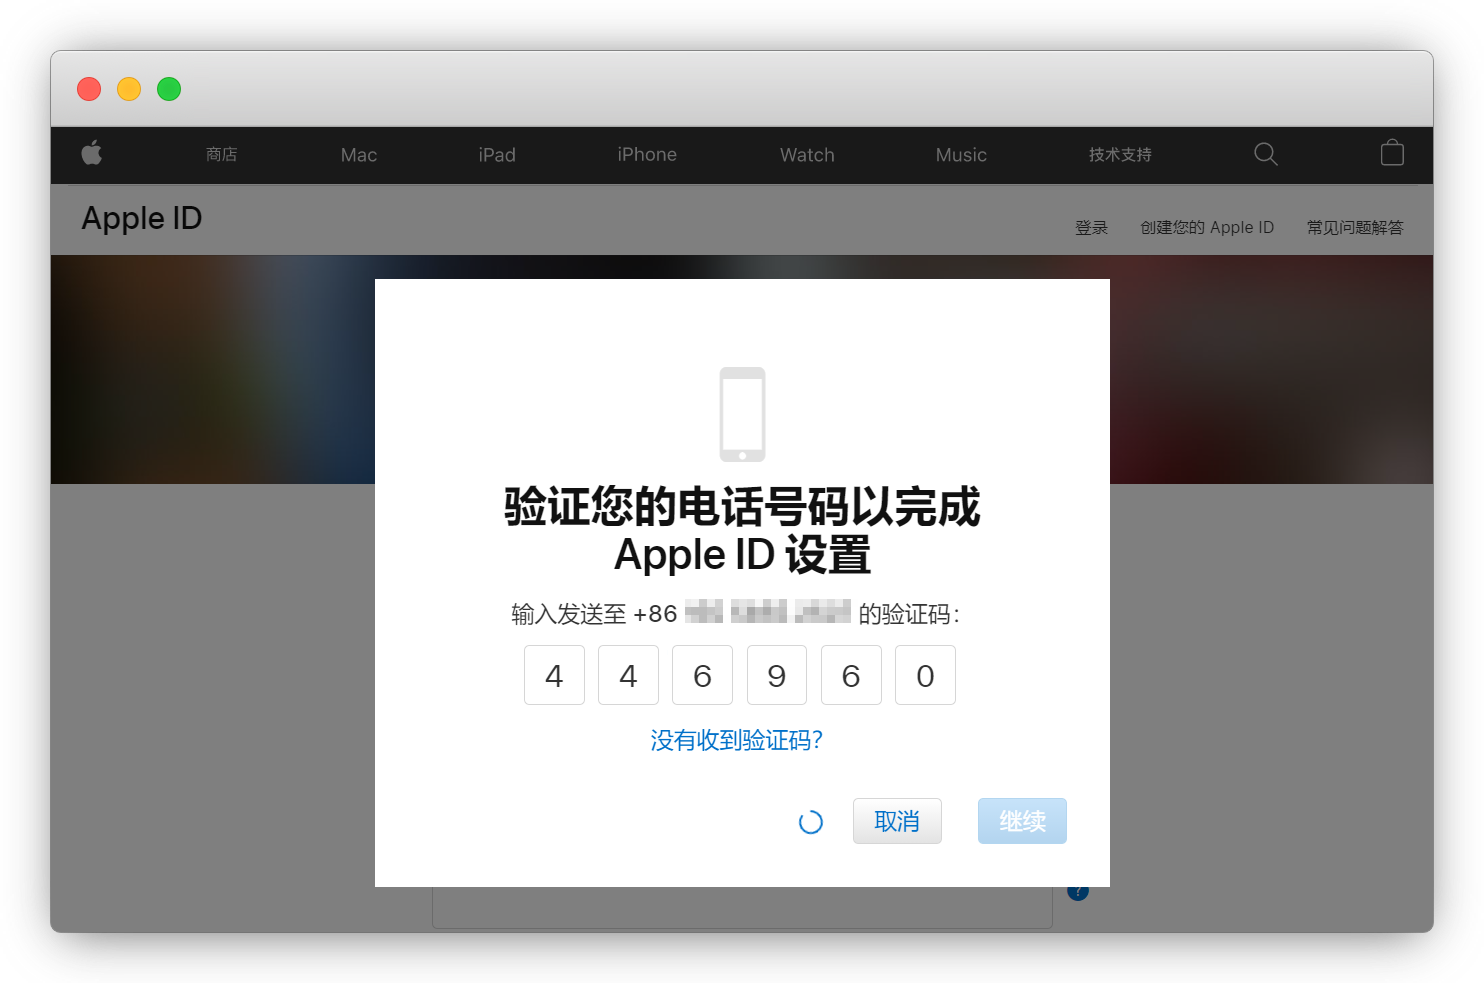 商店 Mac iPad iPhone Watch Music 技术支持
Apple ID
登录 创建您的 Apple ID 常见问题解答
验证您的电话号码以完成
Apple ID 设置
输入发送至 +86 的验证码：
4 4 6 9 6 0
没有收到验证码？
取消 继续
?